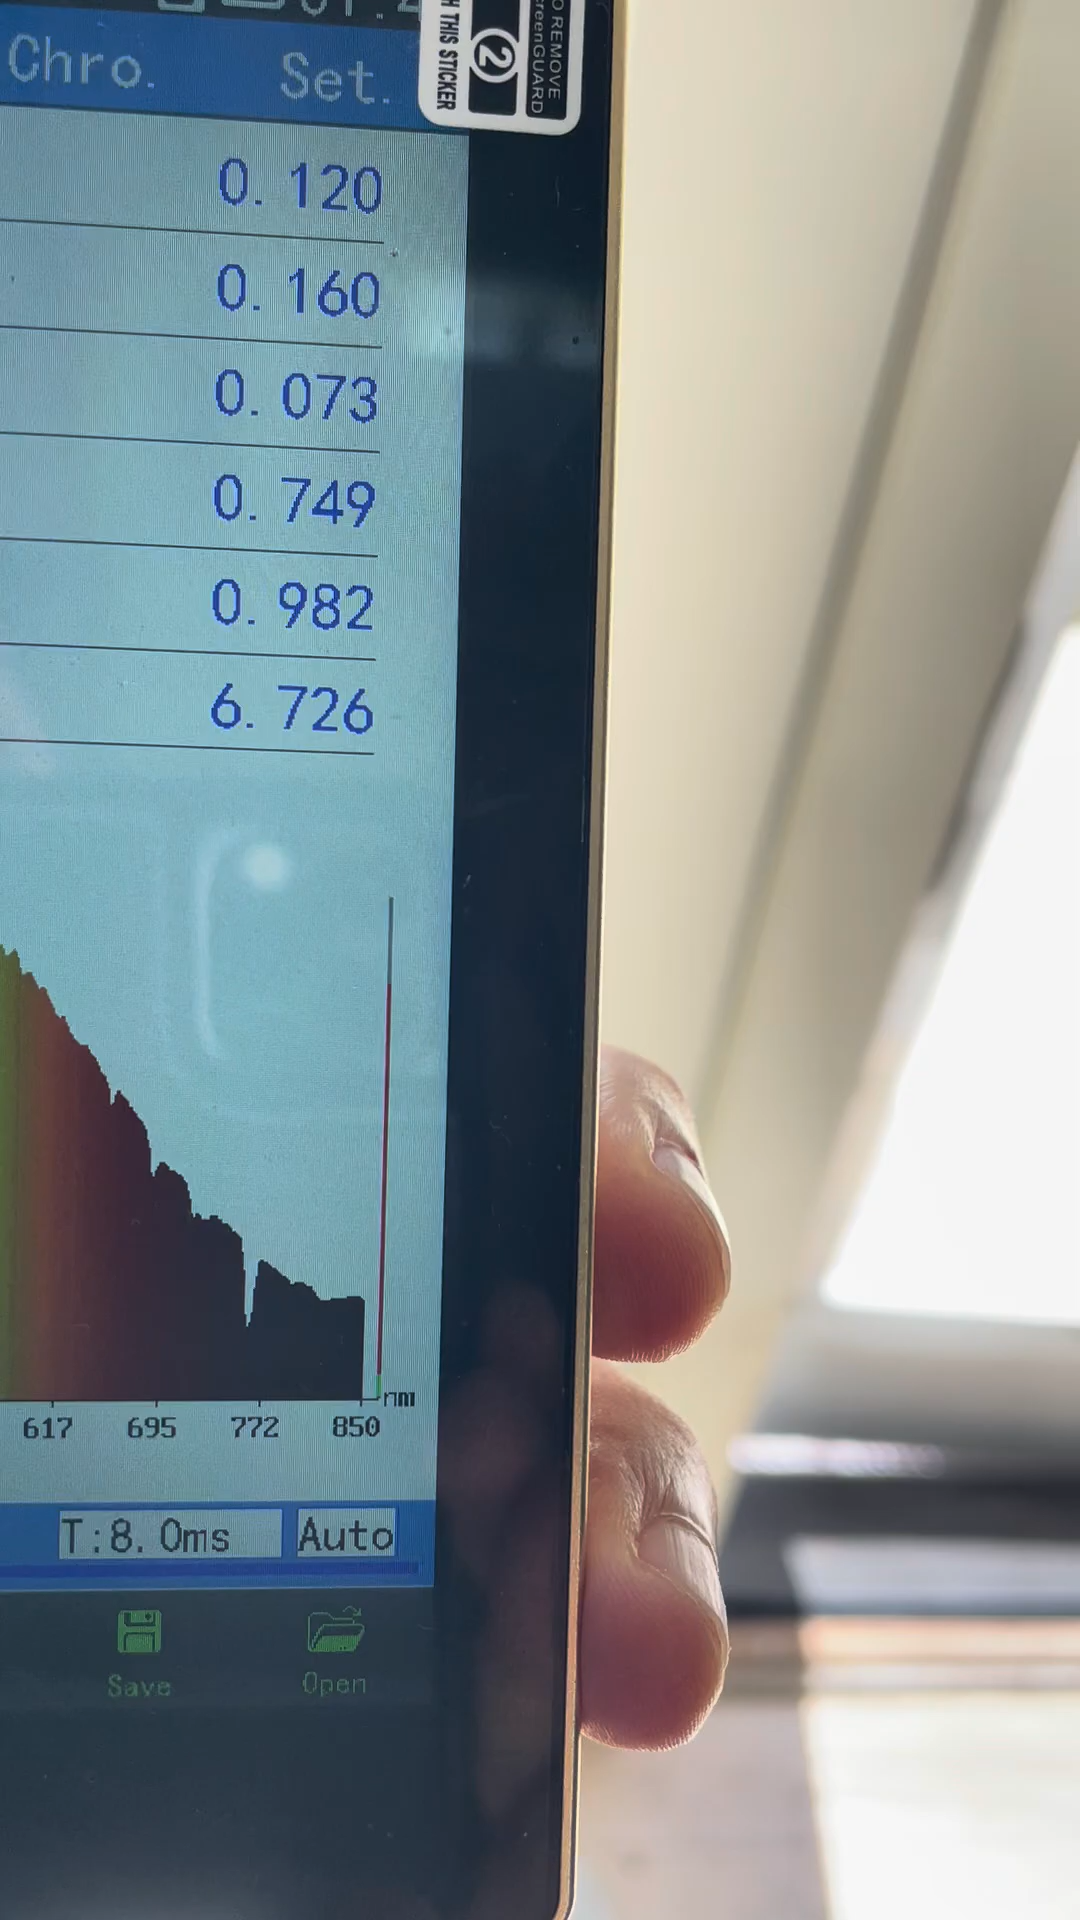 Chro. Set.
H THIS STICKER
2
O REMOVE
reenGUARD
0. 120
0. 160
0. 073
0. 749
0. 982
6. 726
nm
617 695 772 850
T:8. 0ms Auto
Save Open